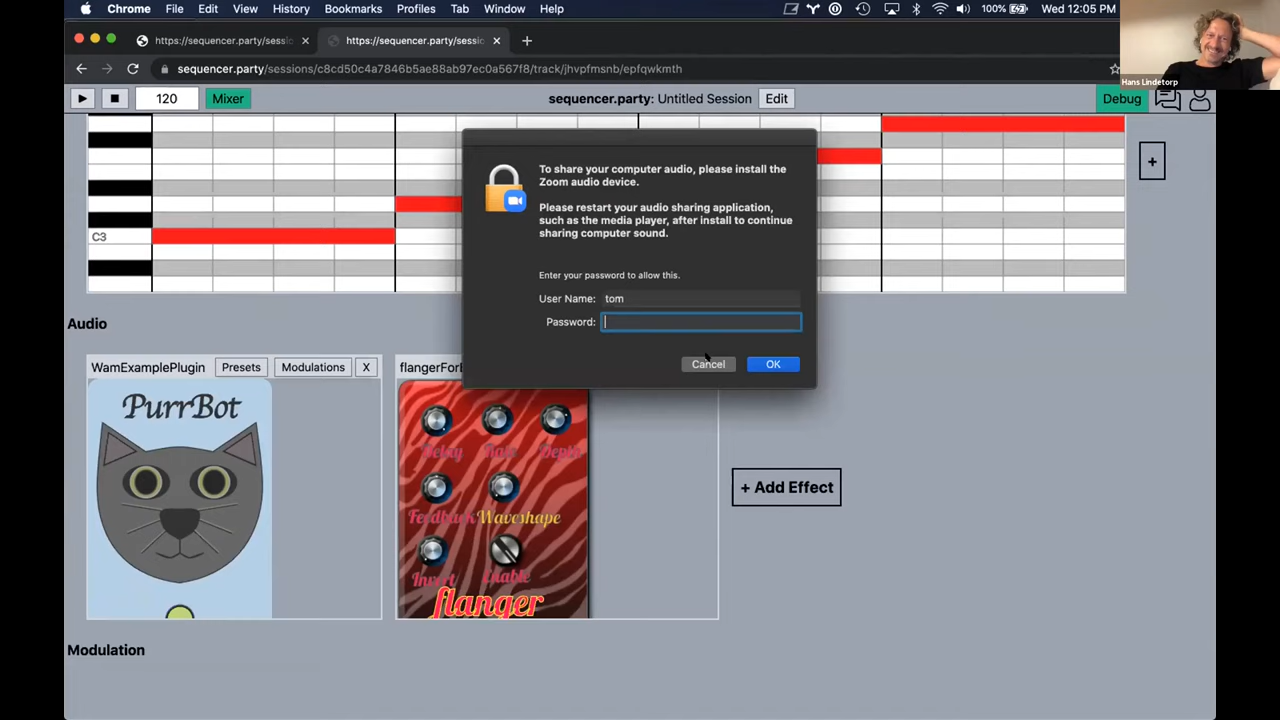 Chrome File Edit View History Bookmarks Profiles Tab Window Help 100% Wed 12:05 PM
https://sequencer.party/sessi × https://sequencer.party/sessi × +
sequencer.party/sessions/c8cd50c4a7846b5ae88ab97ec0a567f8/track/jhvpfmsnb/epfqwkmth
Hans Lindetorp
120 Mixer sequencer.party: Untitled Session Edit Debug
To share your computer audio, please install the
Zoom audio device.
Please restart your audio sharing application,
such as the media player, after install to continue
sharing computer sound.
C3
+
Enter your password to allow this.
User Name: tom
Password:
Cancel OK
Audio
WamExamplePlugin Presets Modulations X
PurrBot
Delay Rate Depth
Feedback Waveshape
Invert enable
flanger
+ Add Effect
Modulation